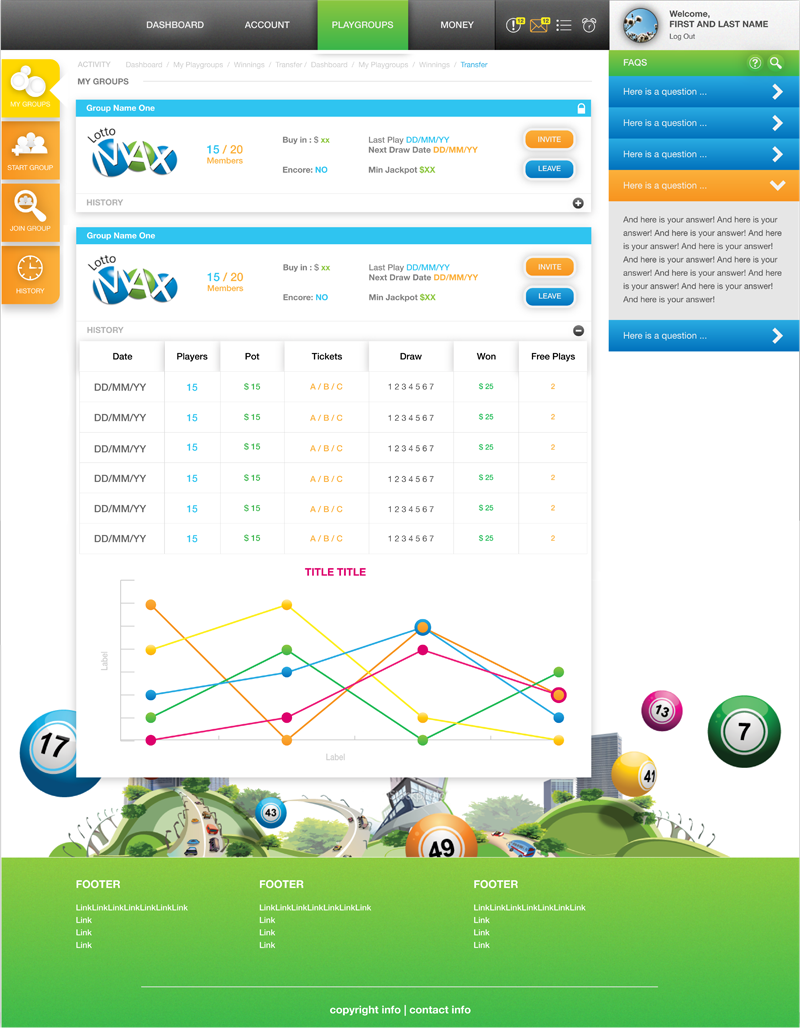 DASHBOARD ACCOUNT PLAYGROUPS MONEY
12 12
Welcome,
FIRST AND LAST NAME
Log Out
ACTIVITY Dashboard / My Playgroups / Winnings / Transfer / Dashboard / My Playgroups / Winnings / Transfer
MY GROUPS
MY GROUPS
START GROUP
JOIN GROUP
HISTORY
Group Name One
Lotto
MAX
15 / 20
Members
Buy in : $ xx
Encore: NO
Last Play DD/MM/YY
Next Draw Date DD/MM/YY
Min Jackpot $XX
INVITE
LEAVE
HISTORY
Group Name One
Lotto
MAX
15 / 20
Members
Buy in : $ xx
Encore: NO
Last Play DD/MM/YY
Next Draw Date DD/MM/YY
Min Jackpot $XX
INVITE
LEAVE
HISTORY
Date Players Pot Tickets Draw Won Free Plays
DD/MM/YY 15 $ 15 A / B / C 1 2 3 4 5 6 7 $ 25 2
DD/MM/YY 15 $ 15 A / B / C 1 2 3 4 5 6 7 $ 25 2
DD/MM/YY 15 $ 15 A / B / C 1 2 3 4 5 6 7 $ 25 2
DD/MM/YY 15 $ 15 A / B / C 1 2 3 4 5 6 7 $ 25 2
DD/MM/YY 15 $ 15 A / B / C 1 2 3 4 5 6 7 $ 25 2
DD/MM/YY 15 $ 15 A / B / C 1 2 3 4 5 6 7 $ 25 2
TITLE TITLE
Label
Label
FAQS ?
Here is a question ...
Here is a question ...
Here is a question ...
Here is a question ...
And here is your answer! And here is
your answer! And here is your
answer! And here is your answer! And here
is your answer! And here is your answer!
And here is your answer! And here is your
answer! And here is your answer! And here
is your answer! And here is your answer!
And here is your answer!
Here is a question ...
17
43
49
41
13
7
FOOTER
LinkLinkLinkLinkLinkLinkLink
Link
Link
Link
FOOTER
LinkLinkLinkLinkLinkLinkLink
Link
Link
Link
FOOTER
LinkLinkLinkLinkLinkLinkLink
Link
Link
Link
copyright info | contact info